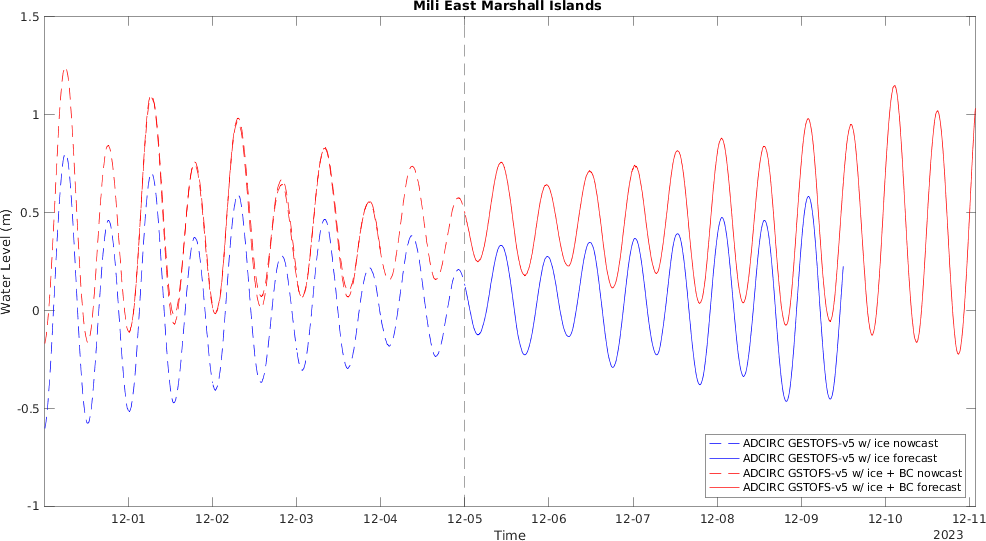 Mili East Marshall Islands
1.5
1
0.5
0
-0.5
-1
Water Level (m)
12-01 12-02 12-03 12-04 12-05 12-06 12-07 12-08 12-09 12-10 12-11
Time
2023
ADCIRC GESTOFS-v5 w/ ice nowcast
ADCIRC GESTOFS-v5 w/ ice forecast
ADCIRC GSTOFS-v5 w/ ice + BC nowcast
ADCIRC GSTOFS-v5 w/ ice + BC forecast